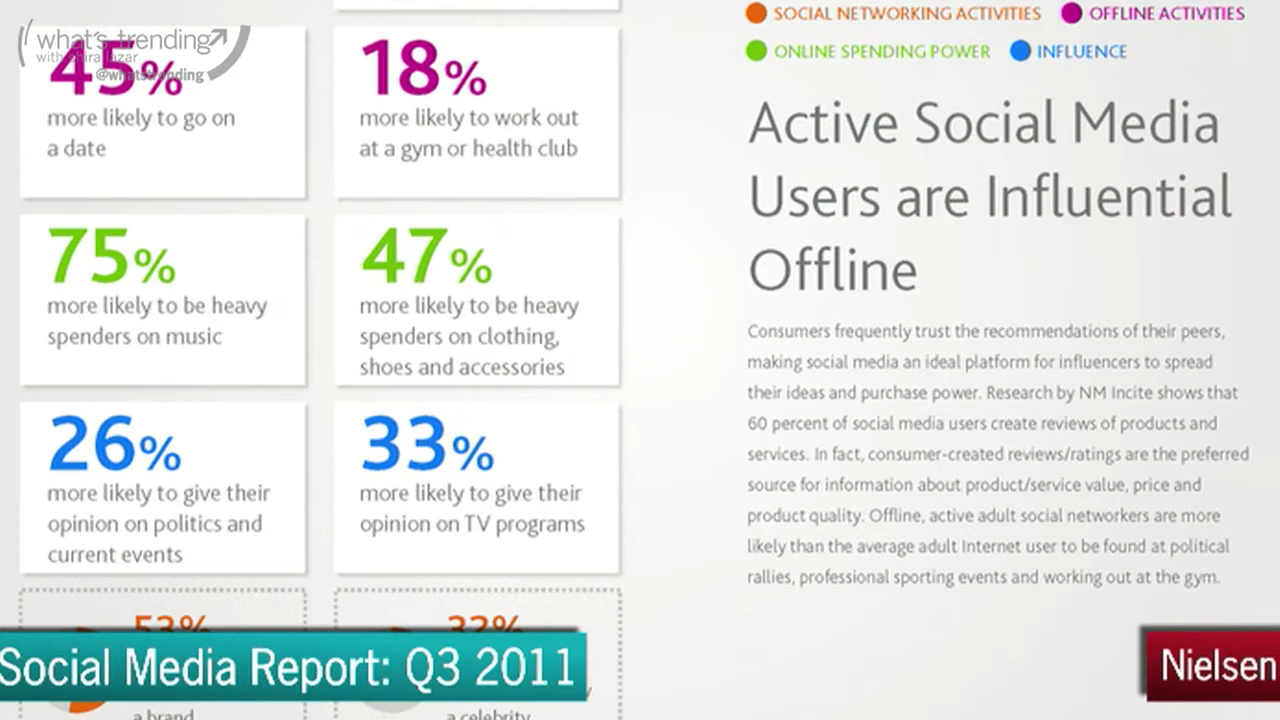 what's trending
with shira lazar
@whatstrending
45%
more likely to go on
a date
18%
more likely to work out
at a gym or health club
75%
more likely to be heavy
spenders on music
47%
more likely to be heavy
spenders on clothing,
shoes and accessories
26%
more likely to give their
opinion on politics and
current events
33%
more likely to give their
opinion on TV programs
53%
a brand
32%
a celebrity
SOCIAL NETWORKING ACTIVITIES
OFFLINE ACTIVITIES
ONLINE SPENDING POWER
INFLUENCE
Active Social Media
Users are Influential
Offline
Consumers frequently trust the recommendations of their peers,
making social media an ideal platform for influencers to spread
their ideas and purchase power. Research by NM Incite shows that
60 percent of social media users create reviews of products and
services. In fact, consumer-created reviews/ratings are the preferred
source for information about product/service value, price and
product quality. Offline, active adult social networkers are more
likely than the average adult Internet user to be found at political
rallies, professional sporting events and working out at the gym.
Social Media Report: Q3 2011
Nielsen